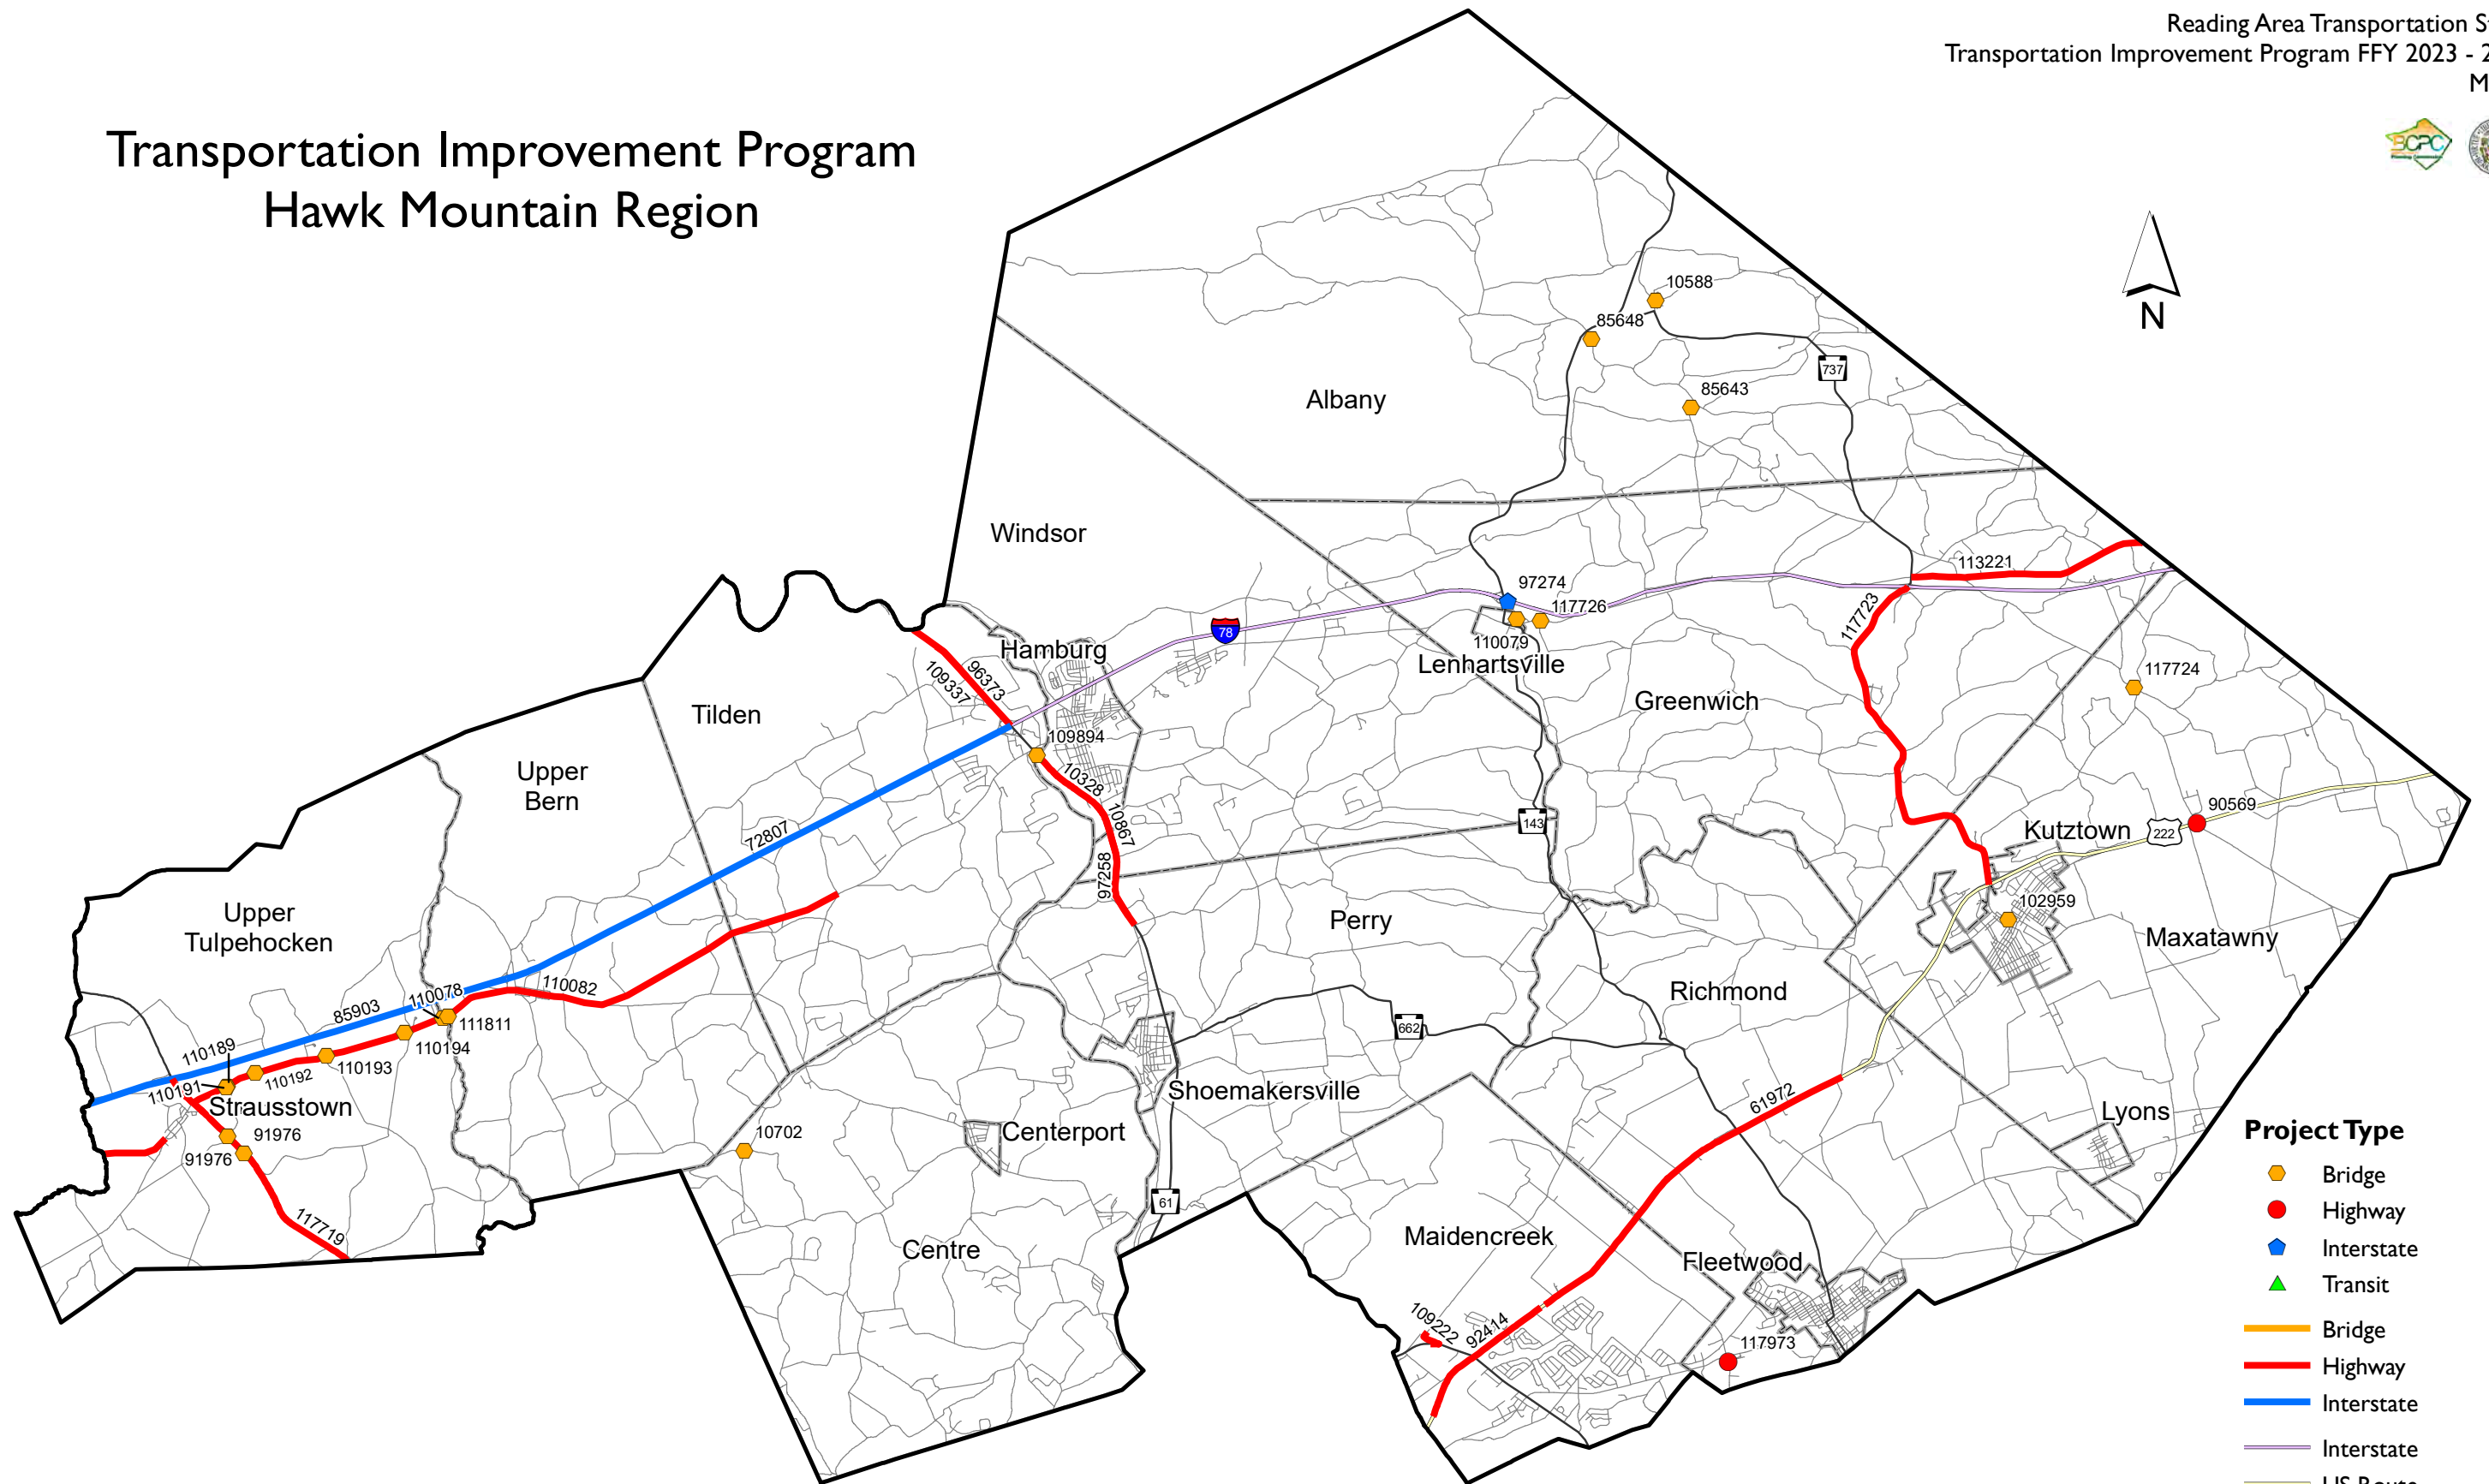 Reading Area Transportation
Transportation Improvement Program FFY 2023 -
Transportation Improvement Program
Hawk Mountain Region
BCPC
N
10588
85648
737
85643
Albany
Windsor
113221
97274
117726
78
117723
110079
Hamburg
Lenhartsville
96373
109337
117724
Greenwich
Tilden
109894
Upper
Bern
10328
90569
10867
143
Kutztown
222
72807
97258
102959
Upper
Tulpehocken
Perry
Maxatawny
110082
110078
Richmond
85903
111811
662
110189
110194
110193
110192
110191
Shoemakersville
61972
Strausstown
Lyons
91976
10702
Centerport
Project Type
91976
Bridge
61
Highway
117719
Maidencreek
Centre
Interstate
Fleetwood
Transit
109222
92414
Bridge
117973
Highway
Interstate
Interstate
US Route